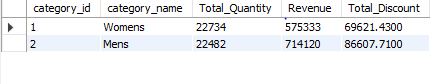 category_id category_name Total_Quantity Revenue Total_Discount
1 Womens 22734 575333 69621.4300
2 Mens 22482 714120 86607.7100